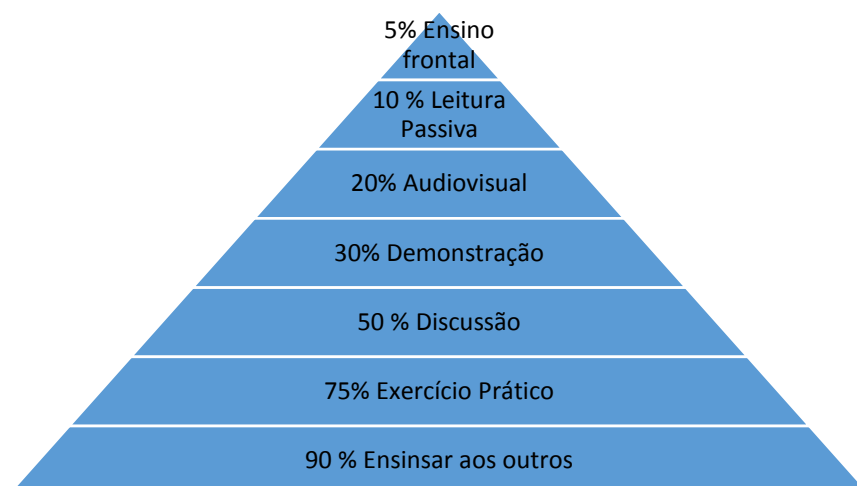 5% Ensino
frontal
10 % Leitura
Passiva
20% Audiovisual
30% Demonstração
50 % Discussão
75% Exercício Prático
90 % Ensinsar aos outros